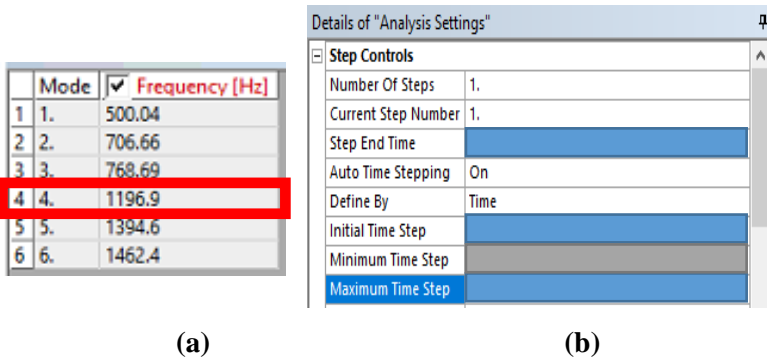 Mode Frequency [Hz]
1 1. 500.04
2 2. 706.66
3 3. 768.69
4 4. 1196.9
5 5. 1394.6
6 6. 1462.4
(a)
Details of "Analysis Settings"
Step Controls
Number Of Steps 1.
Current Step Number 1.
Step End Time
Auto Time Stepping On
Define By Time
Initial Time Step
Minimum Time Step
Maximum Time Step
(b)